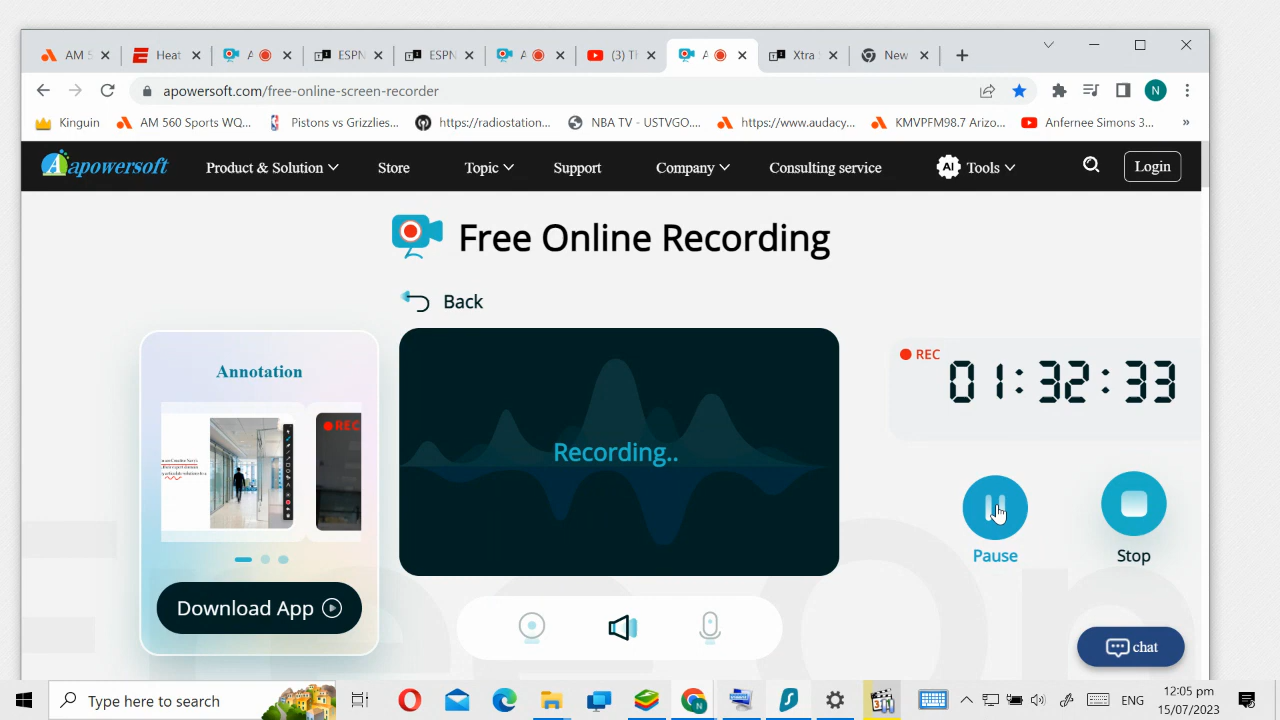 AM 5
Heat
A
ESPN
ESPN
A
(3) Th
A
Xtra
New
apowersoft.com/free-online-screen-recorder
N
Kinguin
AM 560 Sports WQ...
Pistons vs Grizzlies...
https://radiostation...
NBA TV - USTVGO....
https://www.audacy...
KMVPFM98.7 Arizo...
Anfernee Simons 3...
»
apowersoft
Product & Solution
Store
Topic
Support
Company
Consulting service
AI Tools
Login
Free Online Recording
Back
Annotation
REC
Download App
Recording..
REC
01:32:33
Pause
Stop
chat
Type here to search
ENG
12:05 pm
15/07/2023